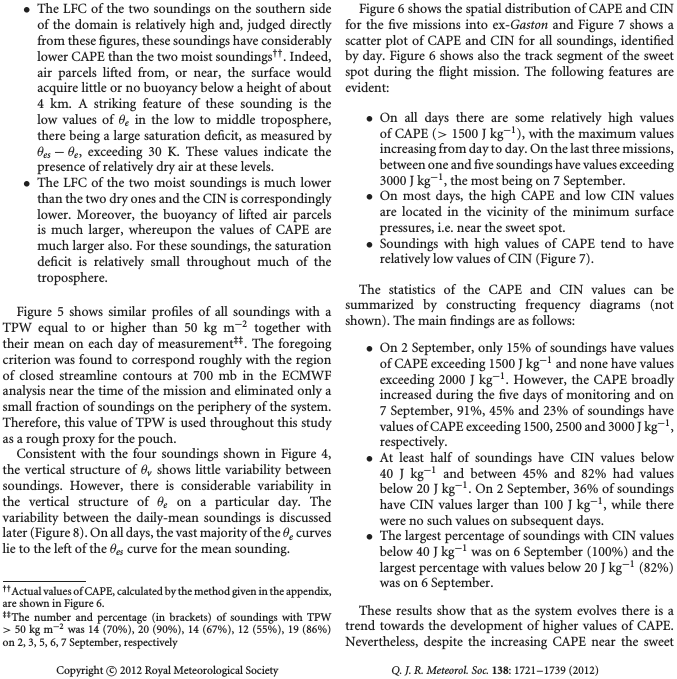 • The LFC of the two soundings on the southern side
of the domain is relatively high and, judged directly
from these figures, these soundings have considerably
lower CAPE than the two moist soundings††. Indeed,
air parcels lifted from, or near, the surface would
acquire little or no buoyancy below a height of about
4 km. A striking feature of these sounding is the
low values of θe in the low to middle troposphere,
there being a large saturation deficit, as measured by
θes − θe, exceeding 30 K. These values indicate the
presence of relatively dry air at these levels.
• The LFC of the two moist soundings is much lower
than the two dry ones and the CIN is correspondingly
lower. Moreover, the buoyancy of lifted air parcels
is much larger, whereupon the values of CAPE are
much larger also. For these soundings, the saturation
deficit is relatively small throughout much of the
troposphere.
Figure 5 shows similar profiles of all soundings with a
TPW equal to or higher than 50 kg m−2 together with
their mean on each day of measurement‡‡. The foregoing
criterion was found to correspond roughly with the region
of closed streamline contours at 700 mb in the ECMWF
analysis near the time of the mission and eliminated only a
small fraction of soundings on the periphery of the system.
Therefore, this value of TPW is used throughout this study
as a rough proxy for the pouch.
Consistent with the four soundings shown in Figure 4,
the vertical structure of θv shows little variability between
soundings. However, there is considerable variability in
the vertical structure of θe on a particular day. The
variability between the daily-mean soundings is discussed
later (Figure 8). On all days, the vast majority of the θe curves
lie to the left of the θes curve for the mean sounding.
††Actual values of CAPE, calculated by the method given in the appendix,
are shown in Figure 6.
‡‡The number and percentage (in brackets) of soundings with TPW
> 50 kg m−2 was 14 (70%), 20 (90%), 14 (67%), 12 (55%), 19 (86%)
on 2, 3, 5, 6, 7 September, respectively
Figure 6 shows the spatial distribution of CAPE and CIN
for the five missions into ex-Gaston and Figure 7 shows a
scatter plot of CAPE and CIN for all soundings, identified
by day. Figure 6 shows also the track segment of the sweet
spot during the flight mission. The following features are
evident:
• On all days there are some relatively high values
of CAPE (> 1500 J kg−1), with the maximum values
increasing from day to day. On the last three missions,
between one and five soundings have values exceeding
3000 J kg−1, the most being on 7 September.
• On most days, the high CAPE and low CIN values
are located in the vicinity of the minimum surface
pressures, i.e. near the sweet spot.
• Soundings with high values of CAPE tend to have
relatively low values of CIN (Figure 7).
The statistics of the CAPE and CIN values can be
summarized by constructing frequency diagrams (not
shown). The main findings are as follows:
• On 2 September, only 15% of soundings have values
of CAPE exceeding 1500 J kg−1 and none have values
exceeding 2000 J kg−1. However, the CAPE broadly
increased during the five days of monitoring and on
7 September, 91%, 45% and 23% of soundings have
values of CAPE exceeding 1500, 2500 and 3000 J kg−1,
respectively.
• At least half of soundings have CIN values below
40 J kg−1 and between 45% and 82% had values
below 20 J kg−1. On 2 September, 36% of soundings
have CIN values larger than 100 J kg−1, while there
were no such values on subsequent days.
• The largest percentage of soundings with CIN values
below 40 J kg−1 was on 6 September (100%) and the
largest percentage with values below 20 J kg−1 (82%)
was on 6 September.
These results show that as the system evolves there is a
trend towards the development of higher values of CAPE.
Nevertheless, despite the increasing CAPE near the sweet
Copyright © 2012 Royal Meteorological Society
Q. J. R. Meteorol. Soc. 138: 1721–1739 (2012)